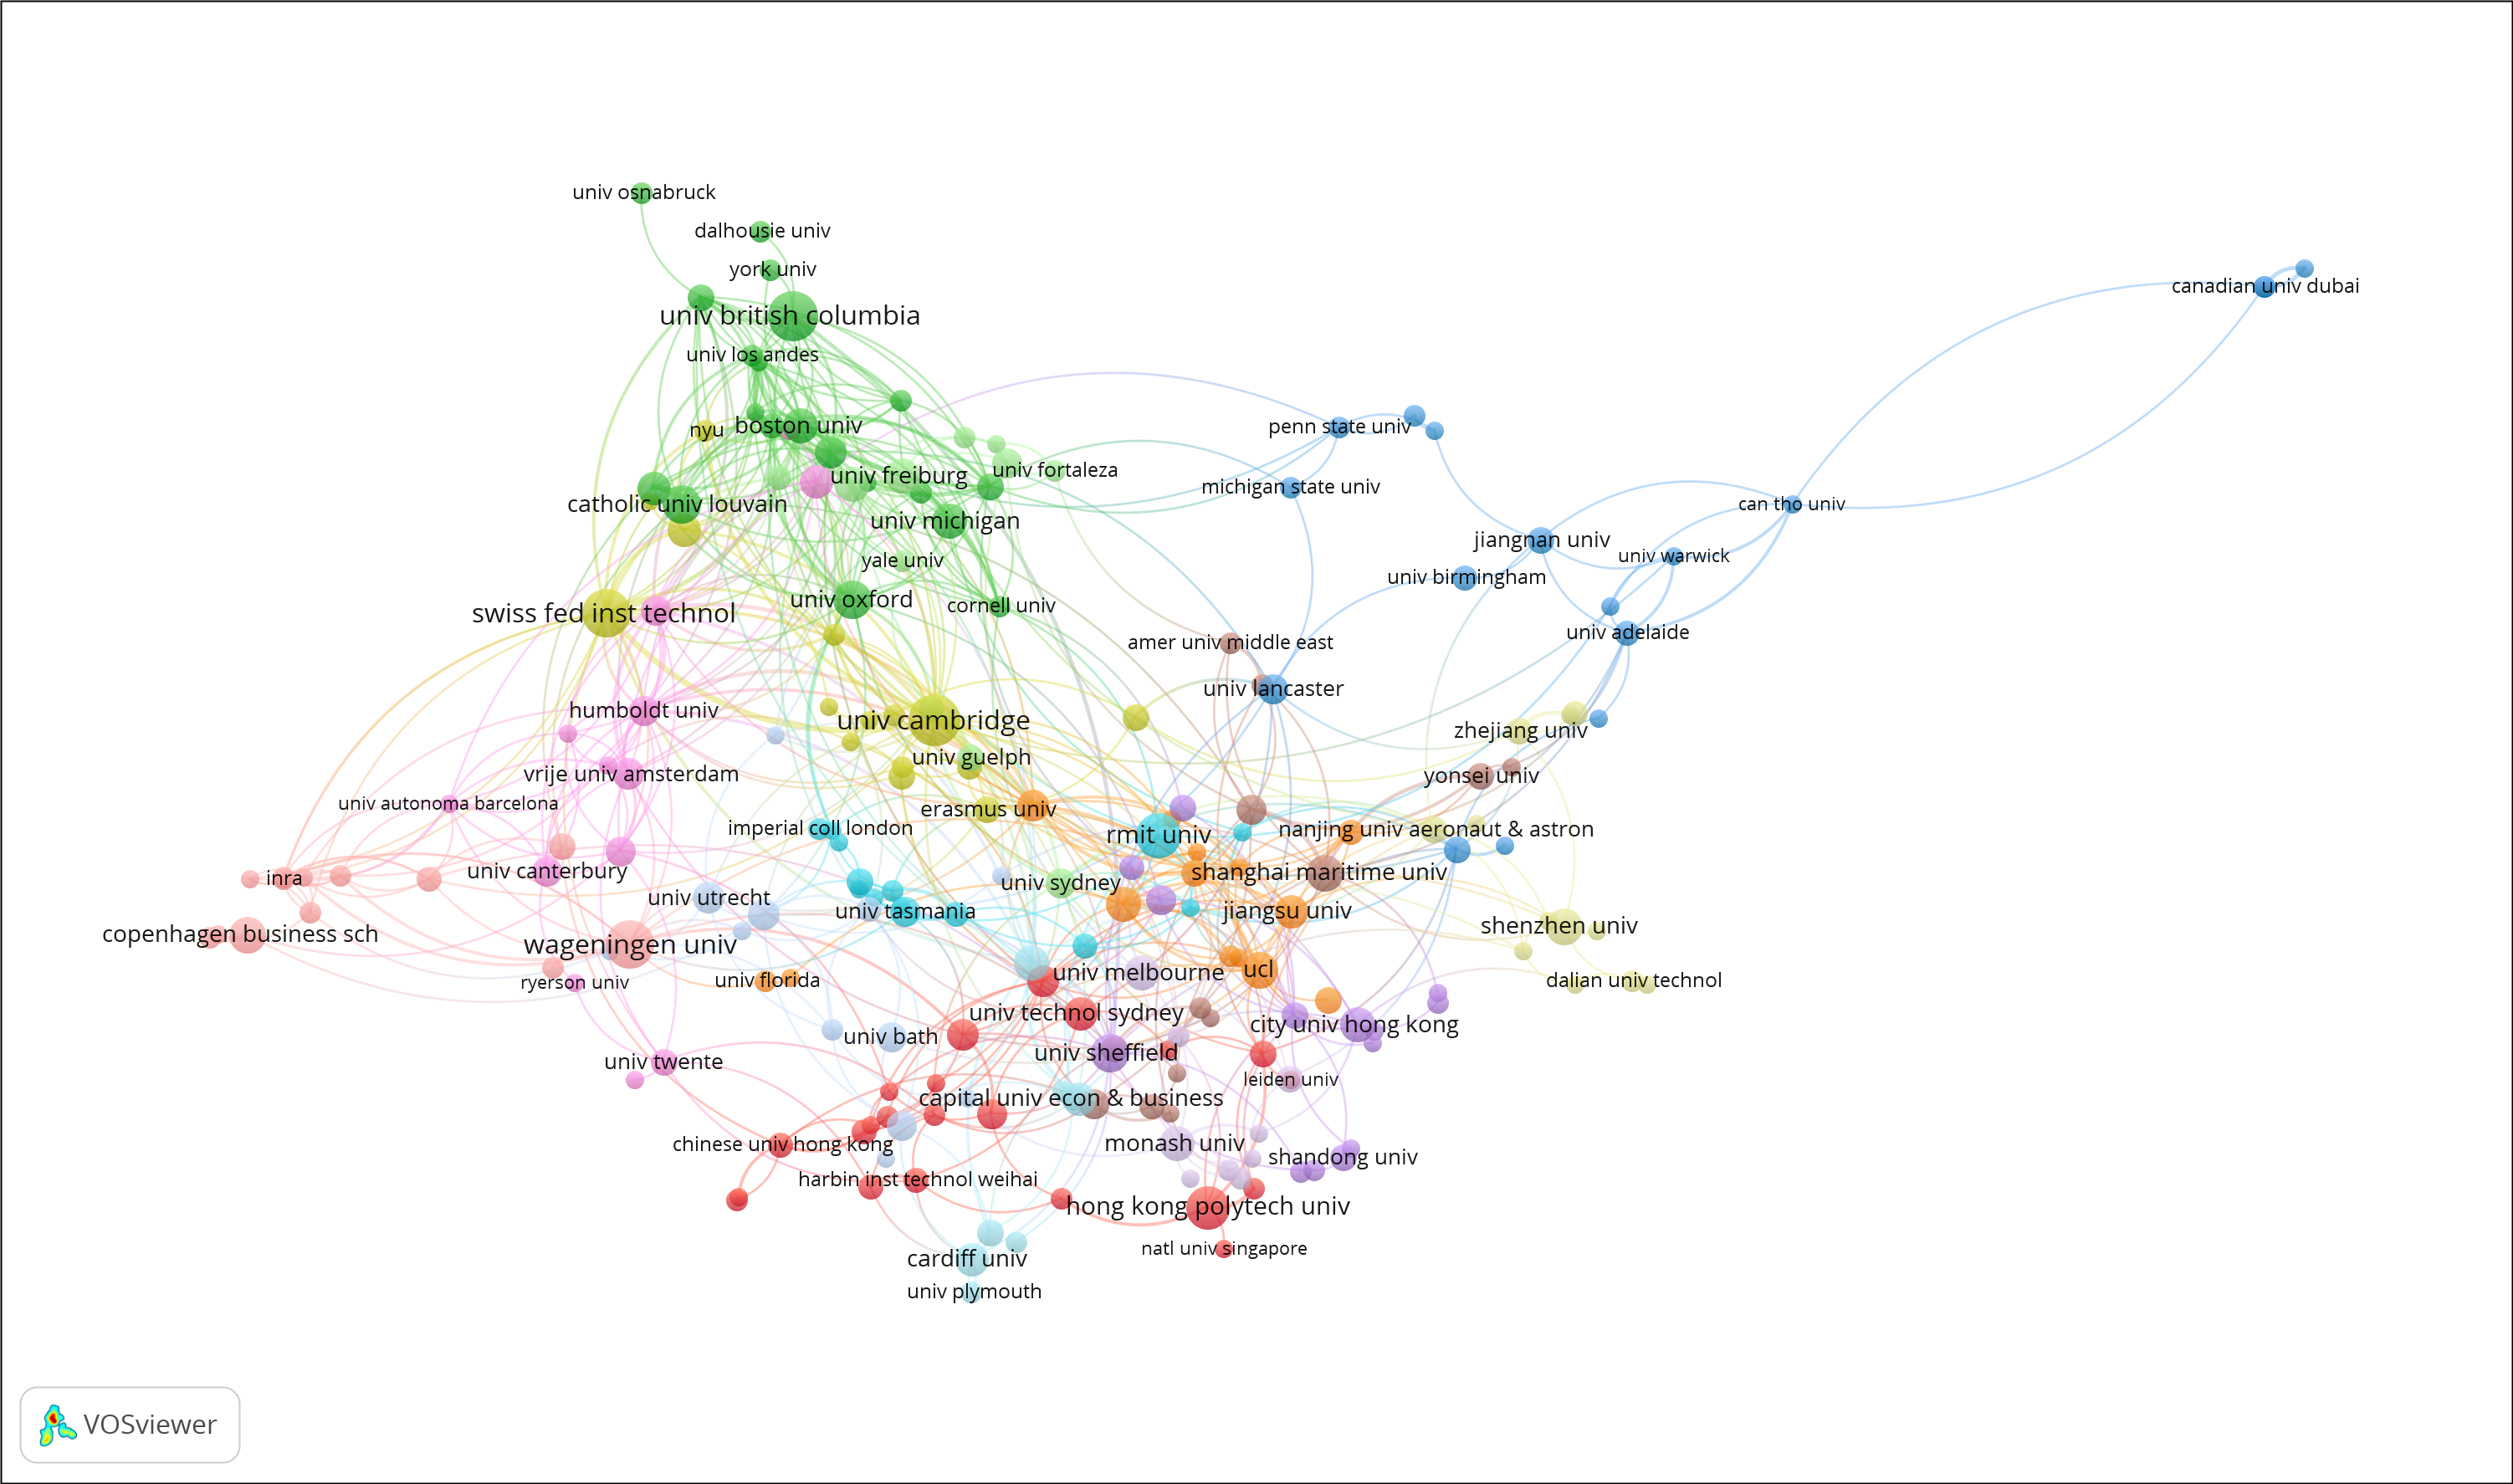 univ osnabruck
dalhousie univ
york univ
canadian univ dubai
univ british columbia
univ los andes
nyu
boston univ
penn state univ
univ fortaleza
univ freiburg
michigan state univ
catholic univ louvain
can tho univ
univ michigan
jiangnan univ
univ warwick
yale univ
univ birmingham
univ oxford
cornell univ
swiss fed inst technol
univ adelaide
amer univ middle east
univ lancaster
humboldt univ
univ cambridge
zhejiang univ
univ guelph
vrije univ amsterdam
yonsei univ
univ autonoma barcelona
erasmus univ
imperial coll london
rmit univ
nanjing univ aeronaut & astron
univ canterbury
shanghai maritime univ
inra
univ sydney
univ utrecht
univ tasmania
jiangsu univ
shenzhen univ
copenhagen business sch
wageningen univ
univ melbourne
ucl
ryerson univ
univ florida
dalian univ technol
univ technol sydney
city univ hong kong
univ bath
univ sheffield
univ twente
leiden univ
capital univ econ & business
chinese univ hong kong
monash univ
shandong univ
harbin inst technol weihai
hong kong polytech univ
natl univ singapore
cardiff univ
univ plymouth
VOSviewer